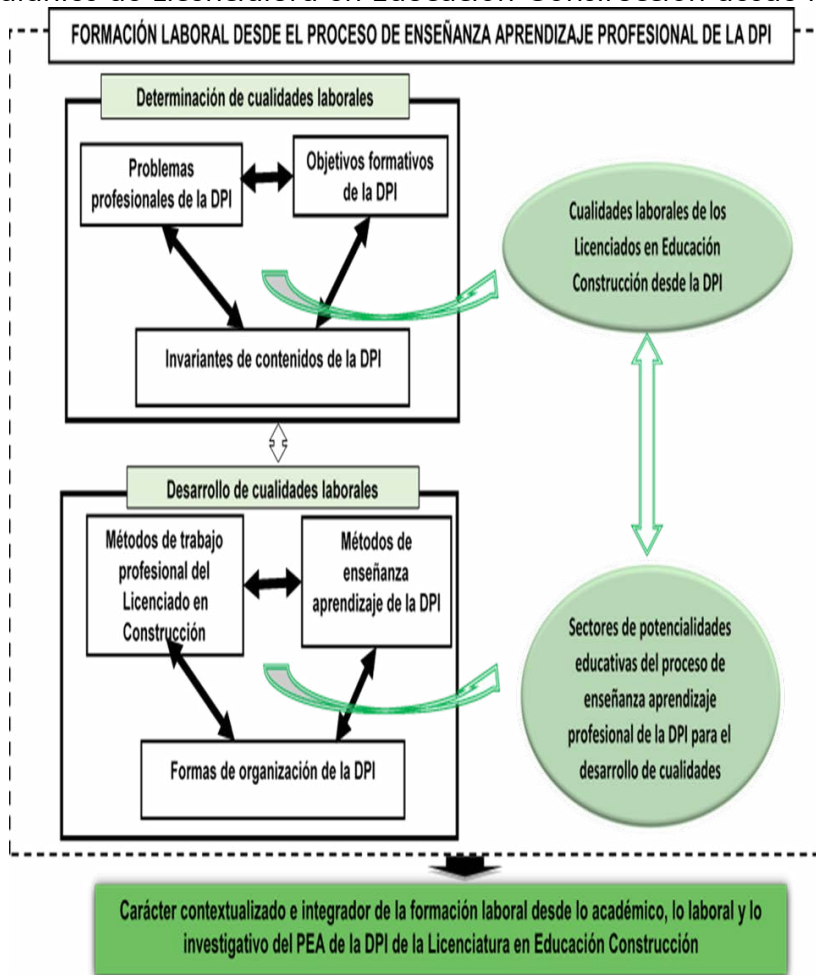 FORMACIÓN LABORAL DESDE EL PROCESO DE ENSEÑANZA APRENDIZAJE PROFESIONAL DE LA DPI
Determinación de cualidades laborales
Problemas
profesionales de la DPI
Objetivos formativos
de la DPI
Invariantes de contenidos de la DPI
Cualidades laborales de los
Licenciados en Educación
Construcción desde la DPI
Desarrollo de cualidades laborales
Métodos de trabajo
profesional del
Licenciado en
Construcción
Métodos de
enseñanza
aprendizaje de la DPI
Formas de organización de la DPI
Sectores de potencialidades
educativas del proceso de
enseñanza aprendizaje
profesional de la DPI para el
desarrollo de cualidades
Carácter contextualizado e integrador de la formación laboral desde lo académico, lo laboral y lo
investigativo del PEA de la DPI de la Licenciatura en Educación Construcción